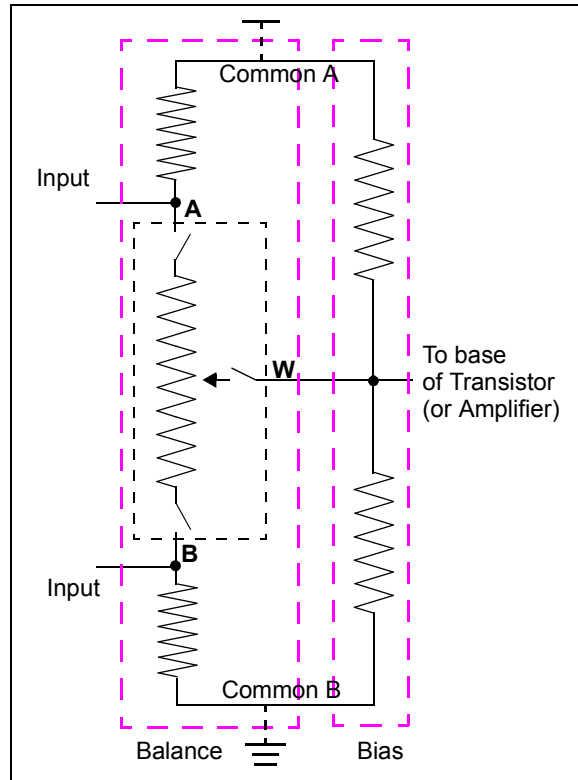 Common A
Input
A
W
To base
of Transistor
(or Amplifier)
B
Input
Common B
Balance
Bias